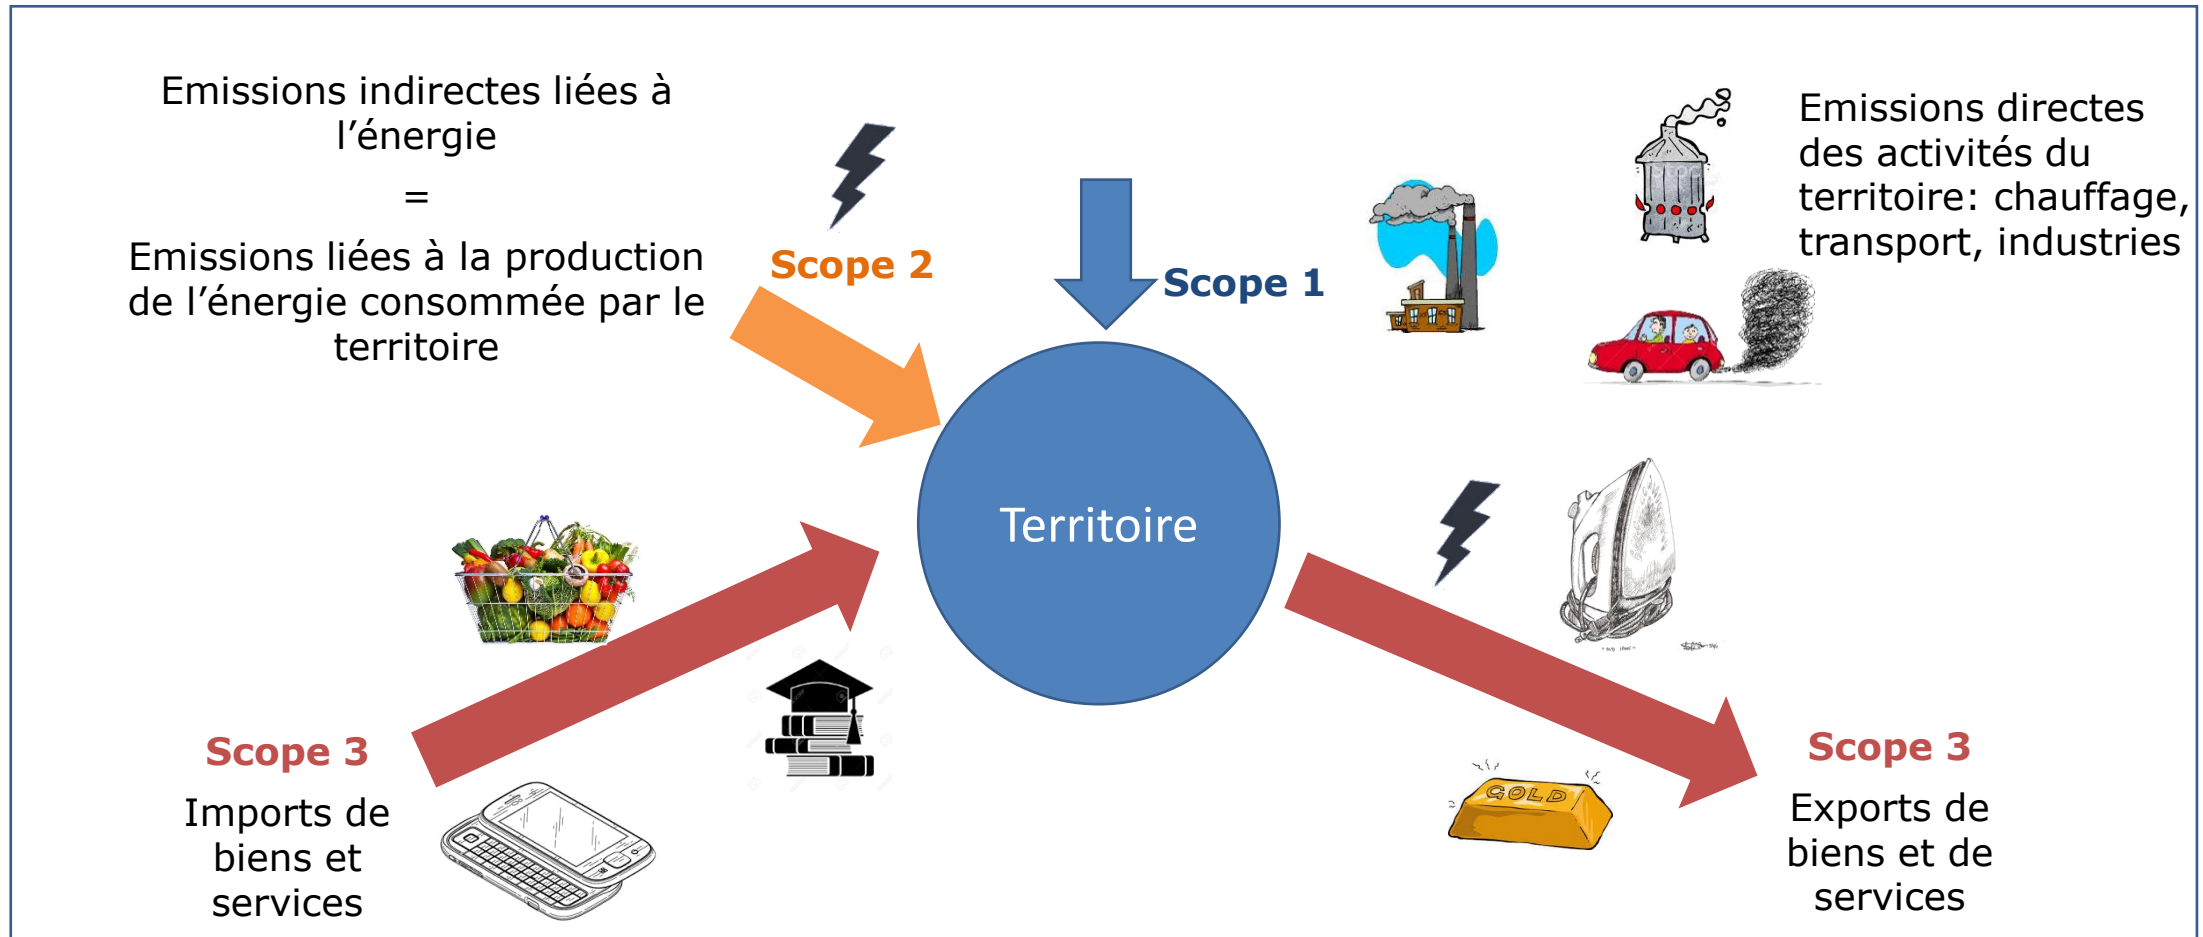 Emissions indirectes liées à
l’énergie
=
Emissions liées à la production
de l’énergie consommée par le
territoire
Scope 2
Scope 1
Emissions directes
des activités du
territoire: chauffage,
transport, industries
Territoire
Scope 3
Imports de
biens et
services
GOLD
Scope 3
Exports de
biens et de
services